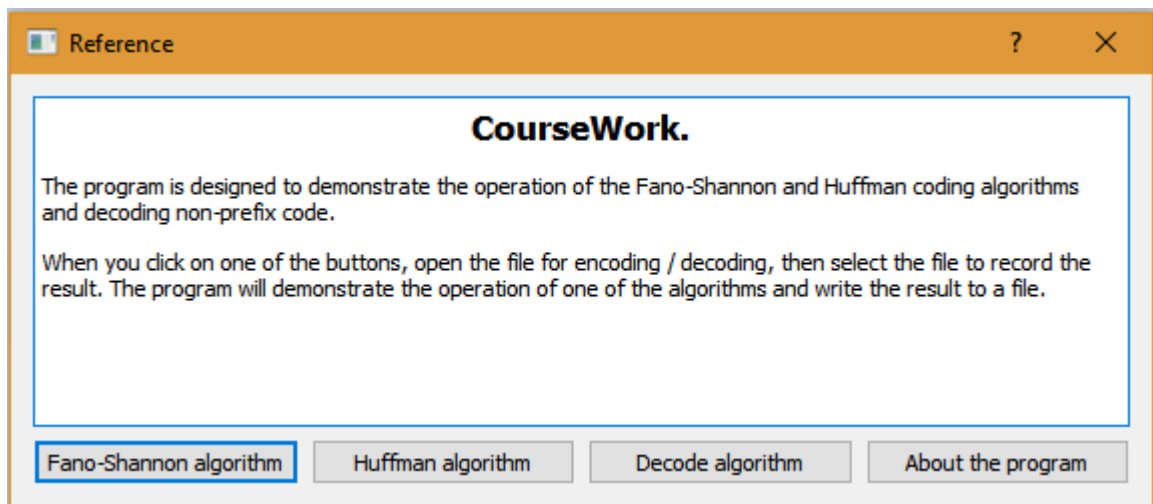 Reference
?
CourseWork.
The program is designed to demonstrate the operation of the Fano-Shannon and Huffman coding algorithms
and decoding non-prefix code.
When you click on one of the buttons, open the file for encoding / decoding, then select the file to record the
result. The program will demonstrate the operation of one of the algorithms and write the result to a file.
Fano-Shannon algorithm
Huffman algorithm
Decode algorithm
About the program